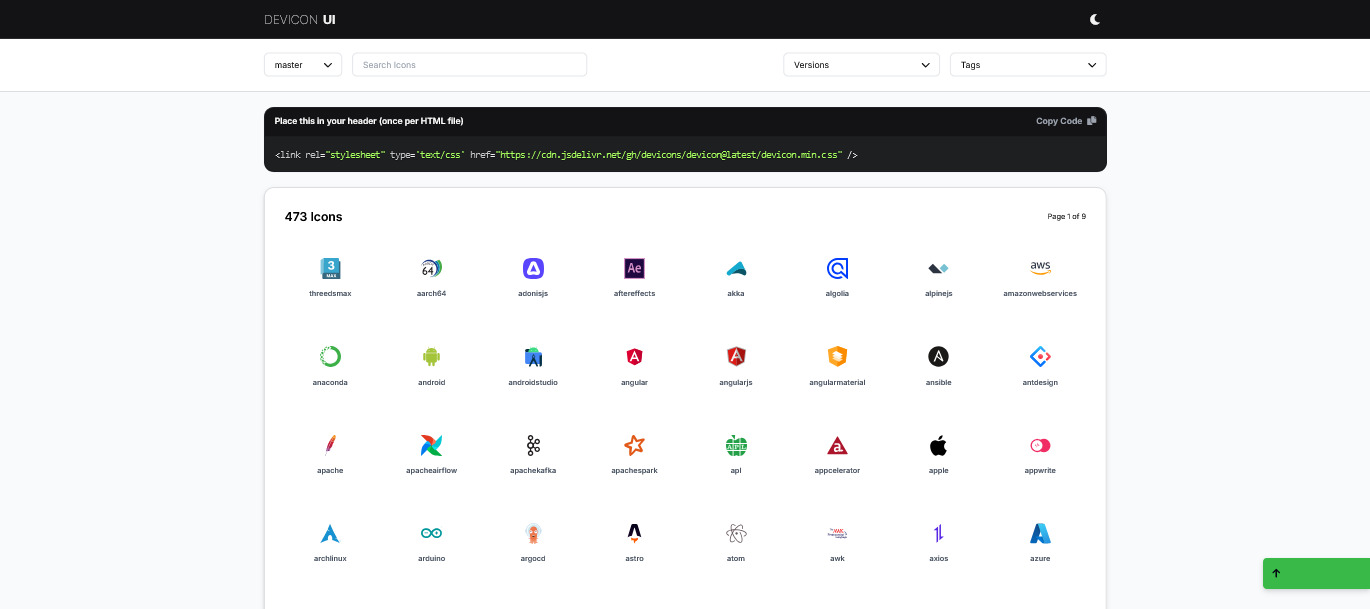 DEVICON UI
master
Search Icons
Versions
Tags
Place this in your header (once per HTML file)
Copy Code
<link rel="stylesheet" type='text/css' href="https://cdn.jsdelivr.net/gh/devicons/devicon@latest/devicon.min.css" />
473 Icons
Page 1 of 9
3
MAX
64
Ae
aws
threedsmax
aarch64
adonisjs
aftereffects
akka
algolia
alpinejs
amazonwebservices
anaconda
android
androidstudio
angular
angularjs
angularmaterial
ansible
antdesign
APL
apache
apacheairflow
apachekafka
apachespark
apl
appcelerator
apple
appwrite
archlinux
arduino
argocd
astro
atom
awk
axios
azure